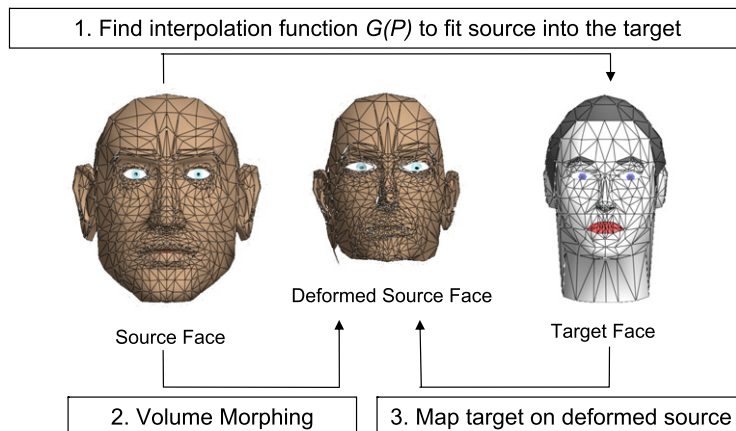 1. Find interpolation function G(P) to fit source into the target
Deformed Source Face
Source Face
Target Face
2. Volume Morphing
3. Map target on deformed source